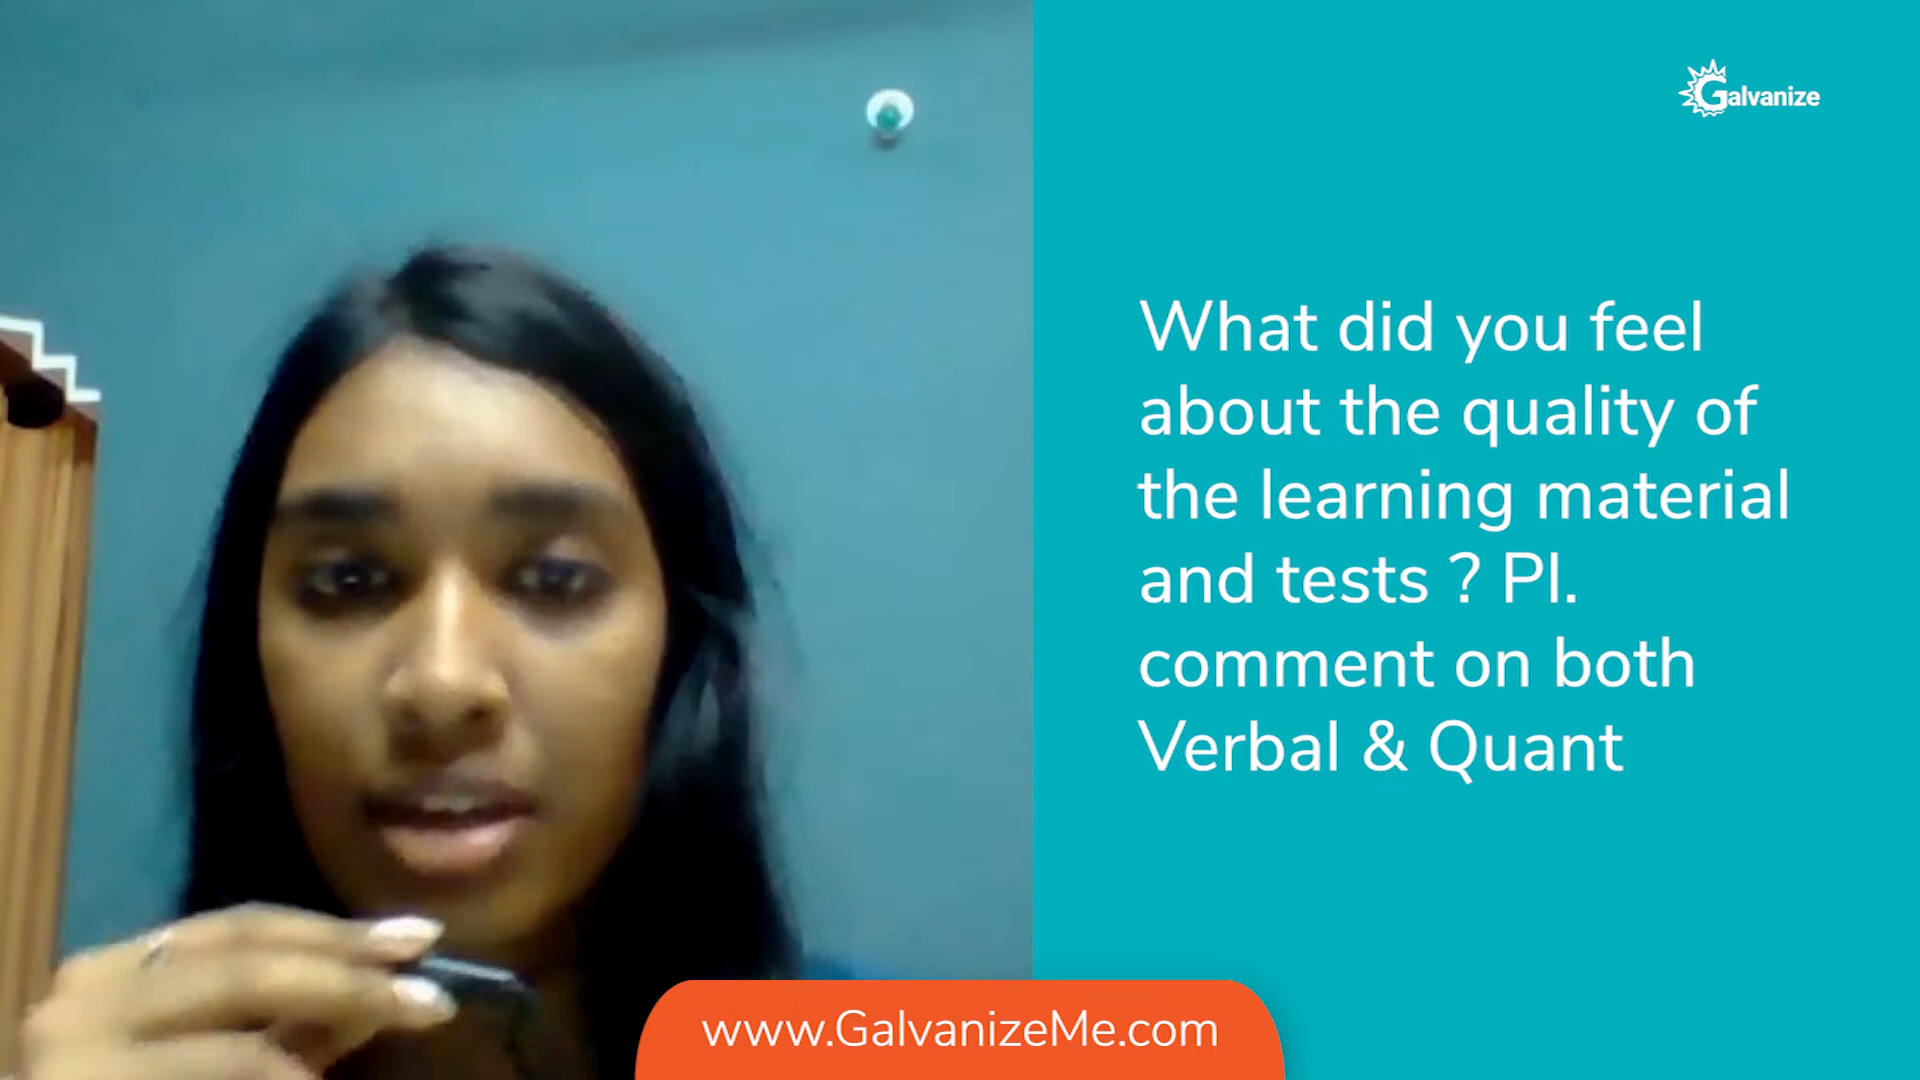 Galvanize
What did you feel
about the quality of
the learning material
and tests ? Pl.
comment on both
Verbal & Quant
www.GalvanizeMe.com